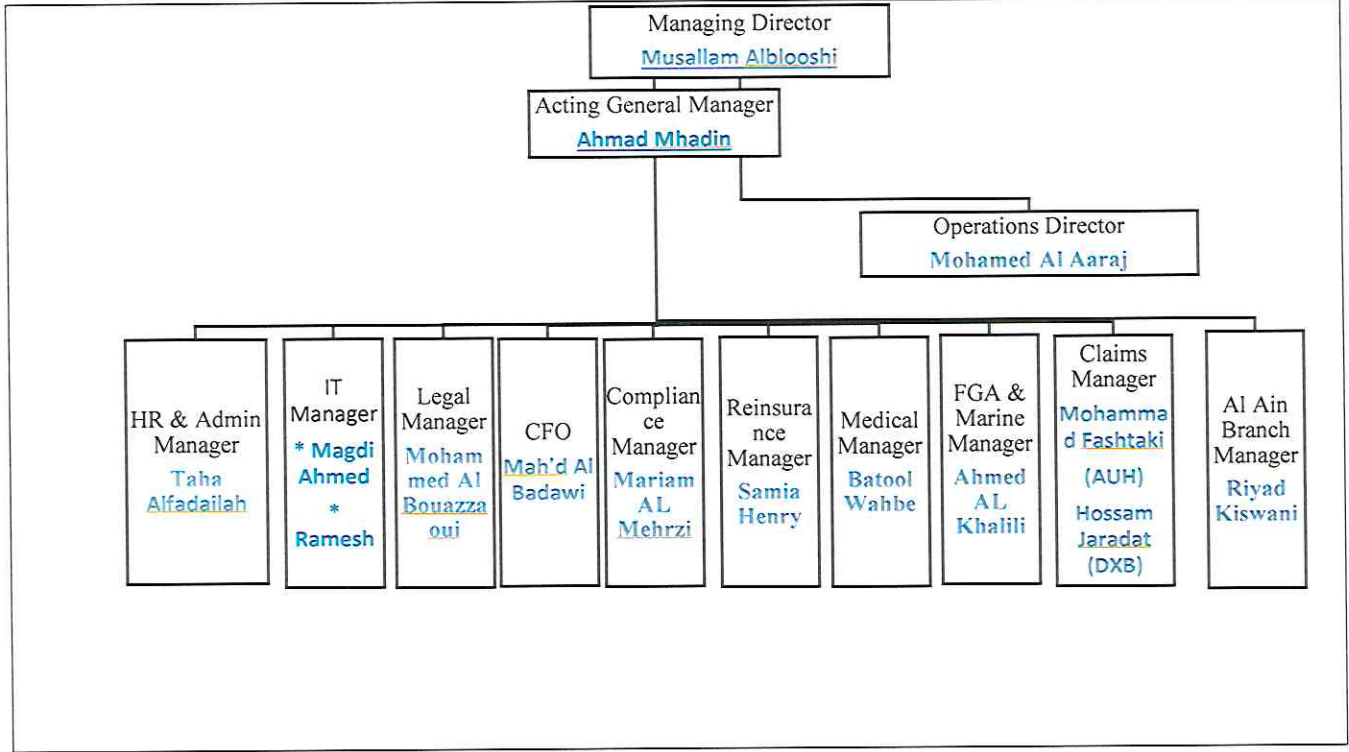 Managing Director
Musallam Alblooshi
Acting General Manager
Ahmad Mhadin
Operations Director
Mohamed Al Aaraj
HR & Admin
Manager
Taha
Alfadailah
IT
Manager
* Magdi
Ahmed
*
Ramesh
Legal
Manager
Moham
med Al
Bouazza
oui
CFO
Mah'd Al
Badawi
Complian
ce
Manager
Mariam
AL
Mehrzi
Reinsura
nce
Manager
Samia
Henry
Medical
Manager
Batool
Wahbe
FGA &
Marine
Manager
Ahmed
AL
Khalili
Claims
Manager
Mohamma
d Fashtaki
(AUH)
Hossam
Jaradat
(DXB)
Al Ain
Branch
Manager
Riyad
Kiswani